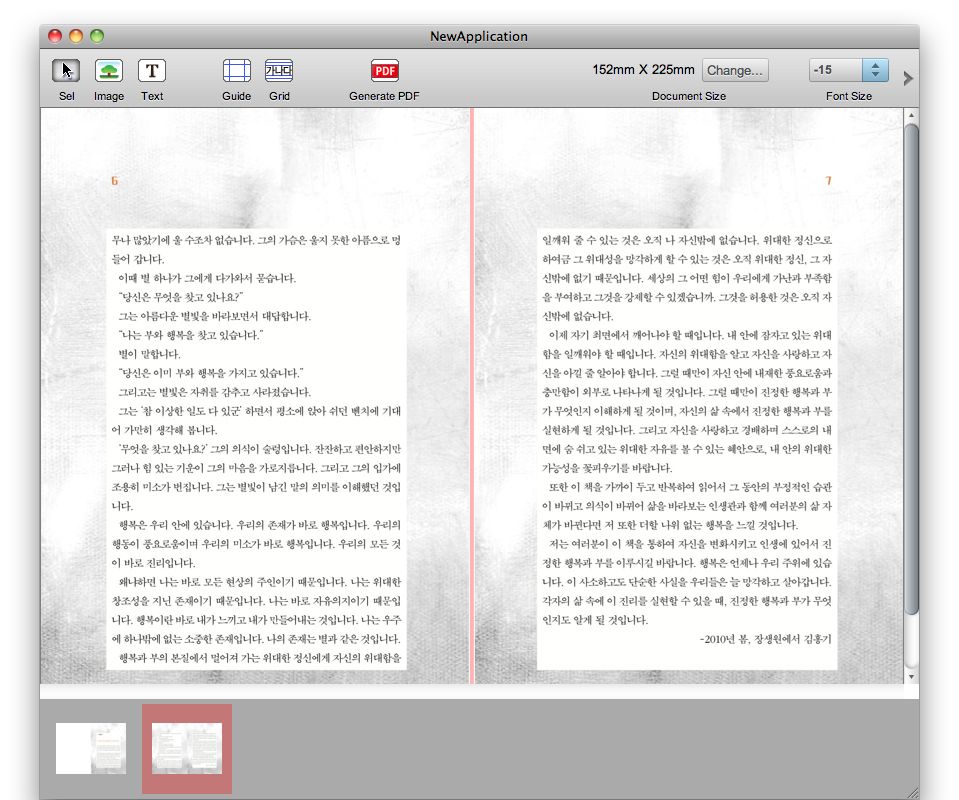 NewApplication
152mm X 225mm Change... -15
Sel Image Text Guide Grid Generate PDF Document Size Font Size
T
가나다
PDF
6
무나 많았기에 울 수조차 없습니다. 그의 가슴은 울지 못한 아픔으로 멍
들어 갑니다.
이때 별 하나가 그에게 다가와서 묻습니다.
"당신은 무엇을 찾고 있나요?"
그는 아름다운 별빛을 바라보면서 대답합니다.
"나는 부와 행복을 찾고 있습니다."
별이 말합니다.
"당신은 이미 부와 행복을 가지고 있습니다."
그리고는 별빛은 자취를 감추고 사라졌습니다.
그는 '참 이상한 일도 다 있군' 하면서 평소에 앉아 쉬던 벤치에 기대
어 가만히 생각해 봅니다.
'무엇을 찾고 있나요?' 그의 의식이 술렁입니다. 잔잔하고 편안하지만
그러나 힘 있는 기운이 그의 마음을 가로지릅니다. 그리고 그의 입가에
조용히 미소가 번집니다. 그는 별빛이 남긴 말의 의미를 이해했던 것입
니다.
행복은 우리 안에 있습니다. 우리의 존재가 바로 행복입니다. 우리의
행동이 풍요로움이며 우리의 미소가 바로 행복입니다. 우리의 모든 것
이 바로 진리입니다.
왜냐하면 나는 바로 모든 현상의 주인이기 때문입니다. 나는 위대한
창조성을 지닌 존재이기 때문입니다. 나는 바로 자유의지이기 때문입
니다. 행복이란 바로 내가 느끼고 내가 만들어내는 것입니다. 나는 우주
에 하나밖에 없는 소중한 존재입니다. 나의 존재는 별과 같은 것입니다.
행복과 부의 본질에서 멀어져 가는 위대한 정신에게 자신의 위대함을
7
일깨워 줄 수 있는 것은 오직 나 자신밖에 없습니다. 위대한 정신으로
하여금 그 위대성을 망각하게 할 수 있는 것은 오직 위대한 정신, 그 자
신밖에 없기 때문입니다. 세상의 그 어떤 힘이 우리에게 가난과 부족함
을 부여하고 그것을 강제할 수 있겠습니까. 그것을 허용한 것은 오직 자
신밖에 없습니다.
이제 자기 최면에서 깨어나야 할 때입니다. 내 안에 잠자고 있는 위대
함을 일깨워야 할 때입니다. 자신의 위대함을 알고 자신을 사랑하고 자
신을 아낄 줄 알아야 합니다. 그럴 때만이 자신 안에 내재한 풍요로움과
충만함이 외부로 나타나게 될 것입니다. 그럴 때만이 진정한 행복과 부
가 무엇인지 이해하게 될 것이며, 자신의 삶 속에서 진정한 행복과 부를
실현하게 될 것입니다. 그리고 자신을 사랑하고 경배하며 스스로의 내
면에 숨 쉬고 있는 위대한 자유를 볼 수 있는 혜안으로, 내 안의 위대한
가능성을 꽃피우기를 바랍니다.
또한 이 책을 가까이 두고 반복하여 읽어서 그 동안의 부정적인 습관
이 바뀌고 의식이 바뀌어 삶을 바라보는 인생관과 함께 여러분의 삶 자
체가 바뀐다면 저 또한 더할 나위 없는 행복을 느낄 것입니다.
저는 여러분이 이 책을 통하여 자신을 변화시키고 인생에 있어서 진
정한 행복과 부를 이루시길 바랍니다. 행복은 언제나 우리 주위에 있습
니다. 이 사소하고도 단순한 사실을 우리들은 늘 망각하고 살아갑니다.
각자의 삶 속에 이 진리를 실현할 수 있을 때, 진정한 행복과 부가 무엇
인지도 알게 될 것입니다.
-2010년 봄, 장생원에서 김홍기